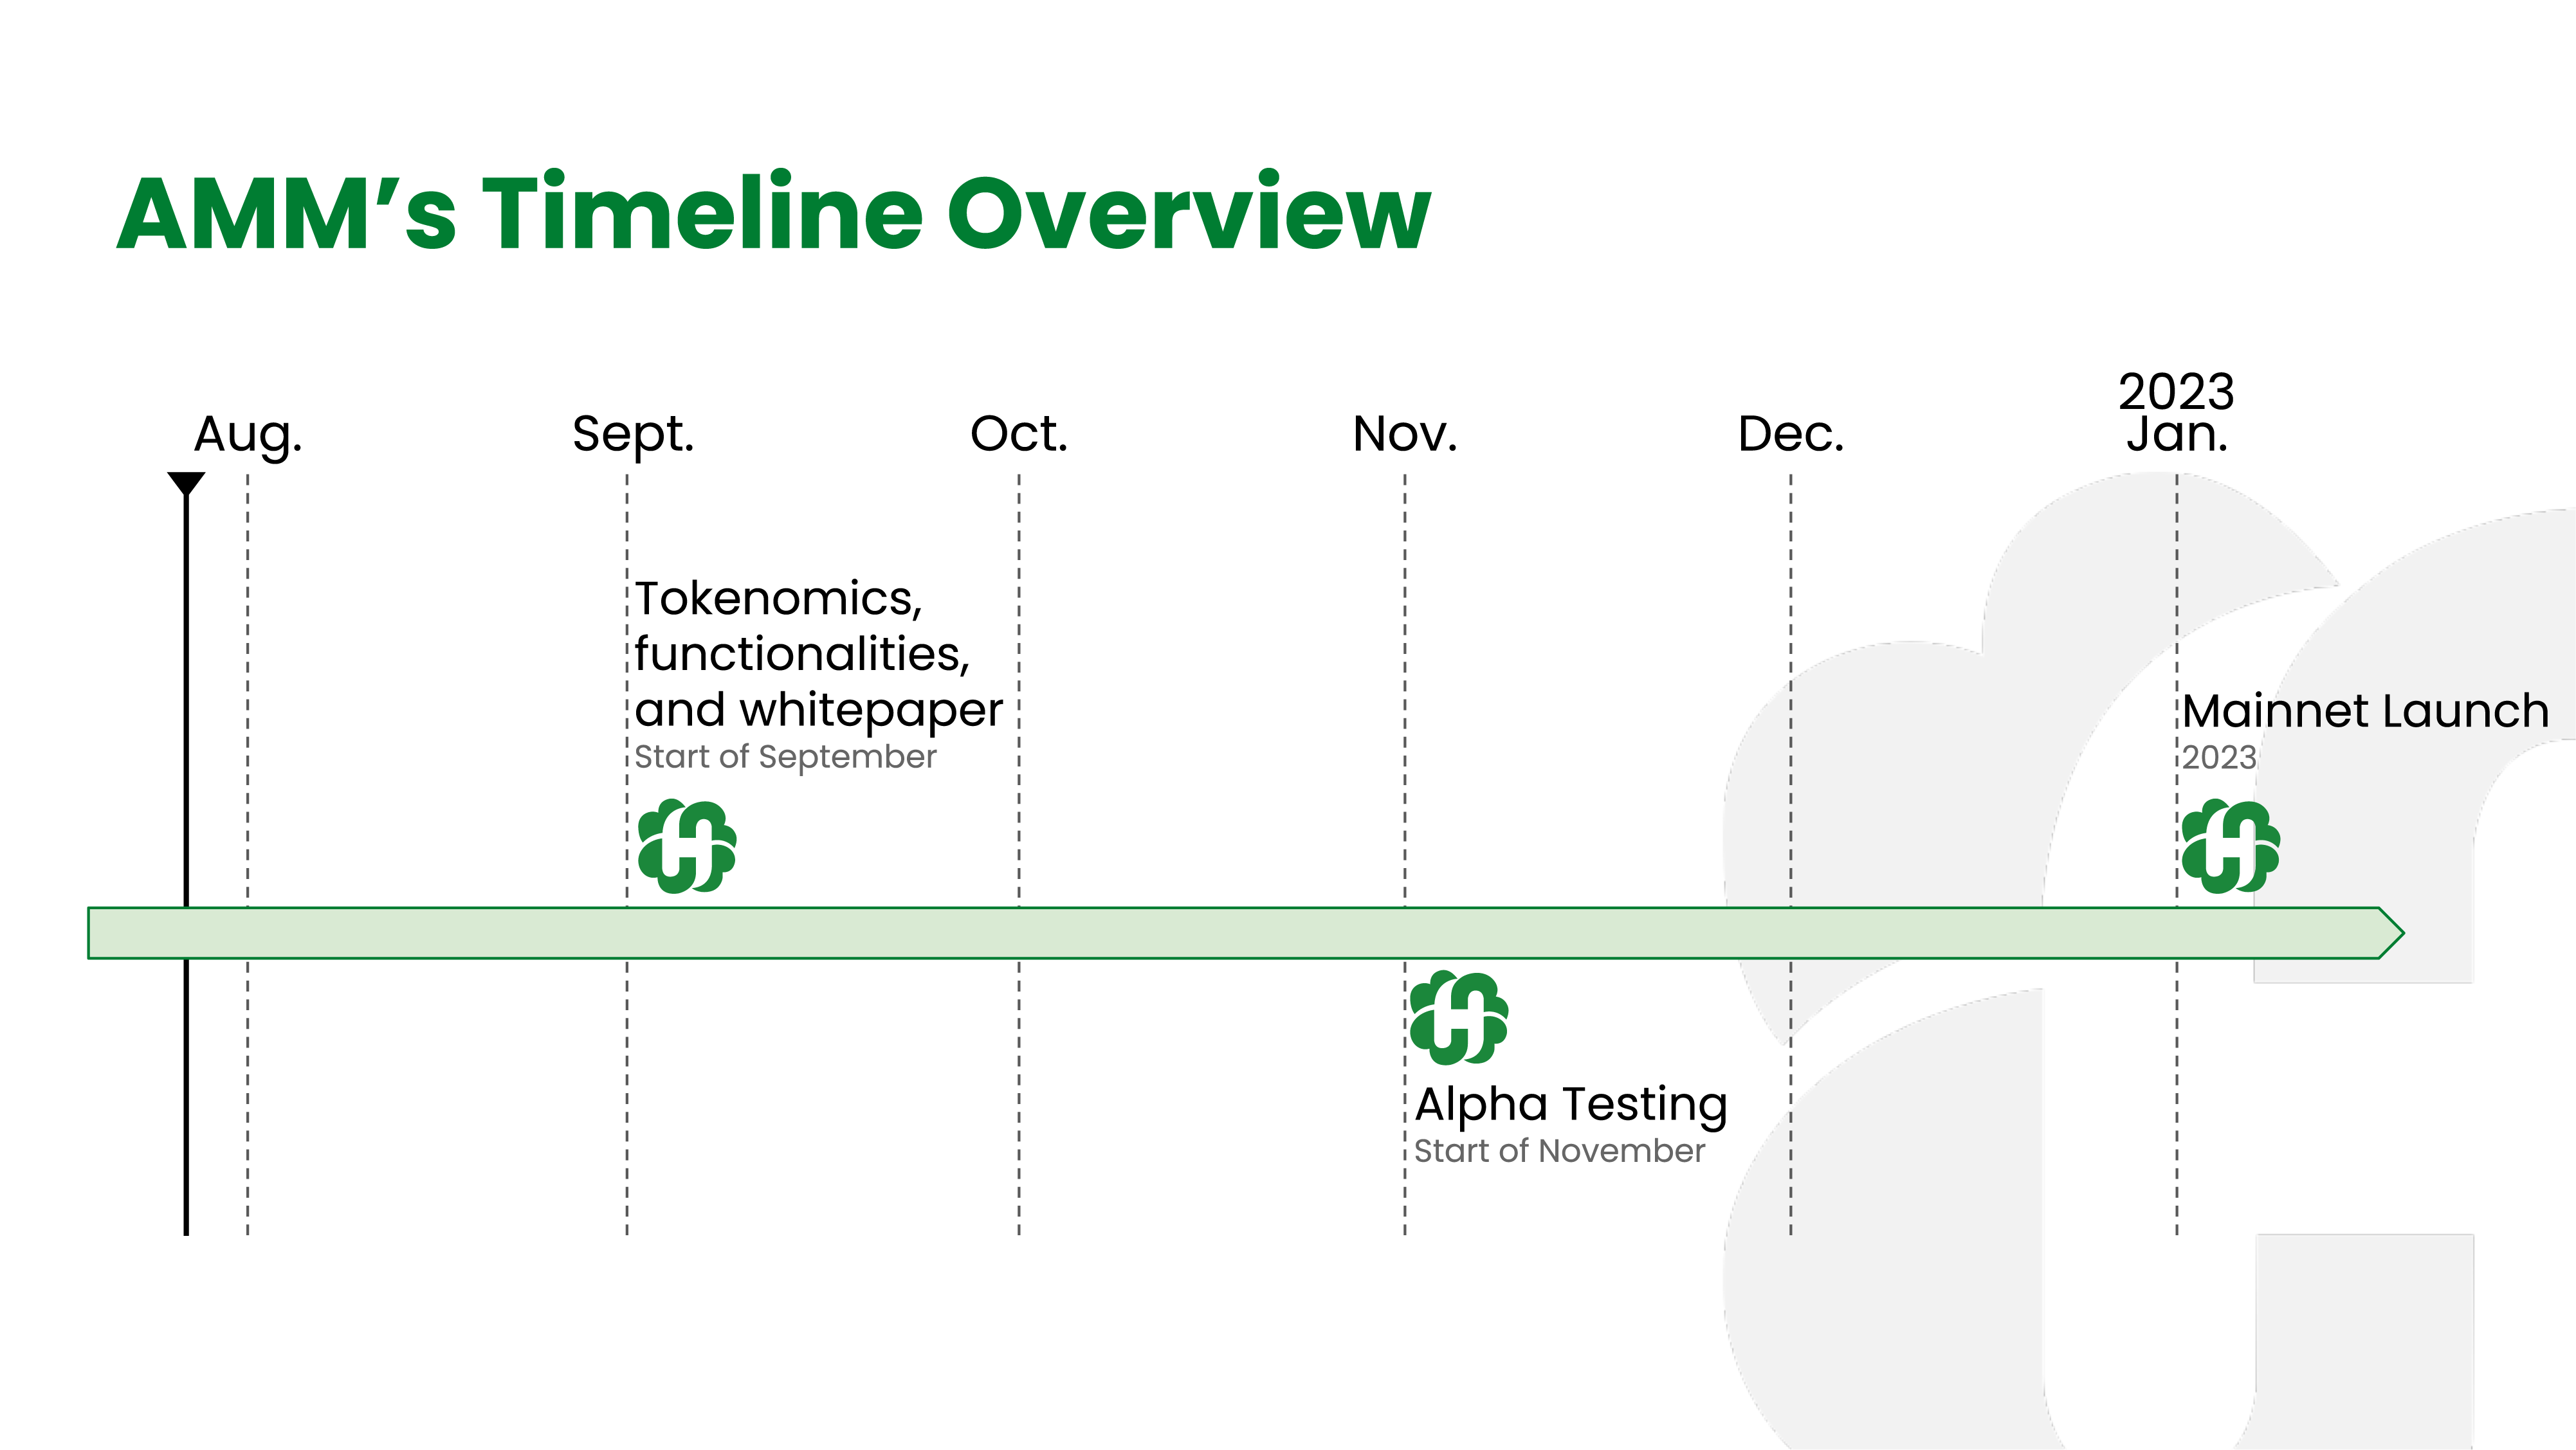 AMM’s Timeline Overview
2023
Aug. Sept. Oct. Nov. Dec. Jan.
Tokenomics,
functionalities,
and whitepaper
Start of September
Mainnet Launch
2023
Alpha Testing
Start of November